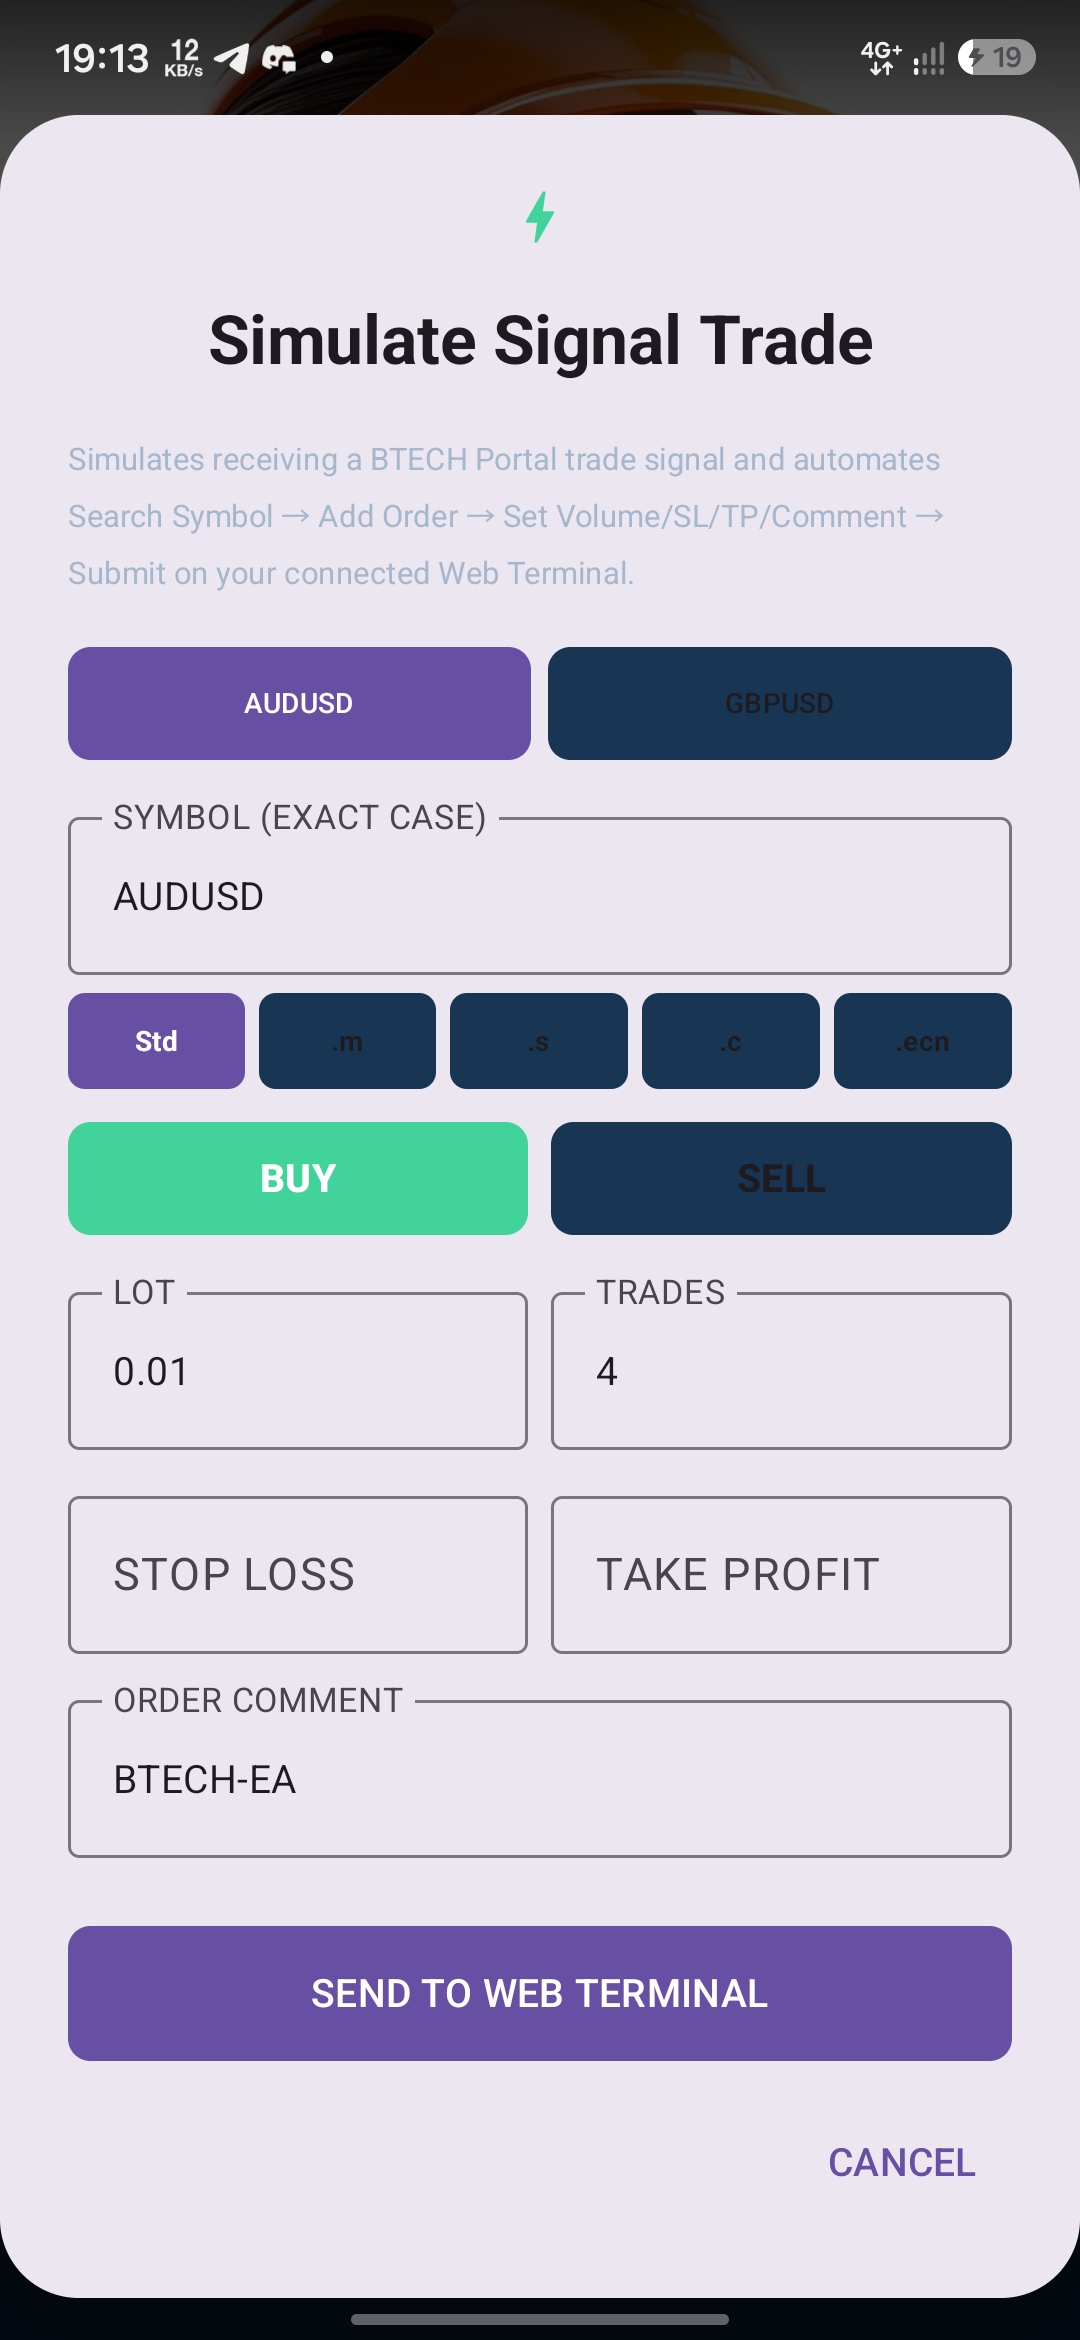 19:13 12 KB/s 4G+ 19
Simulate Signal Trade
Simulates receiving a BTECH Portal trade signal and automates
Search Symbol → Add Order → Set Volume/SL/TP/Comment →
Submit on your connected Web Terminal.
AUDUSD GBPUSD
SYMBOL (EXACT CASE)
AUDUSD
Std .m .s .c .ecn
BUY SELL
LOT TRADES
0.01 4
STOP LOSS TAKE PROFIT
ORDER COMMENT
BTECH-EA
SEND TO WEB TERMINAL
CANCEL